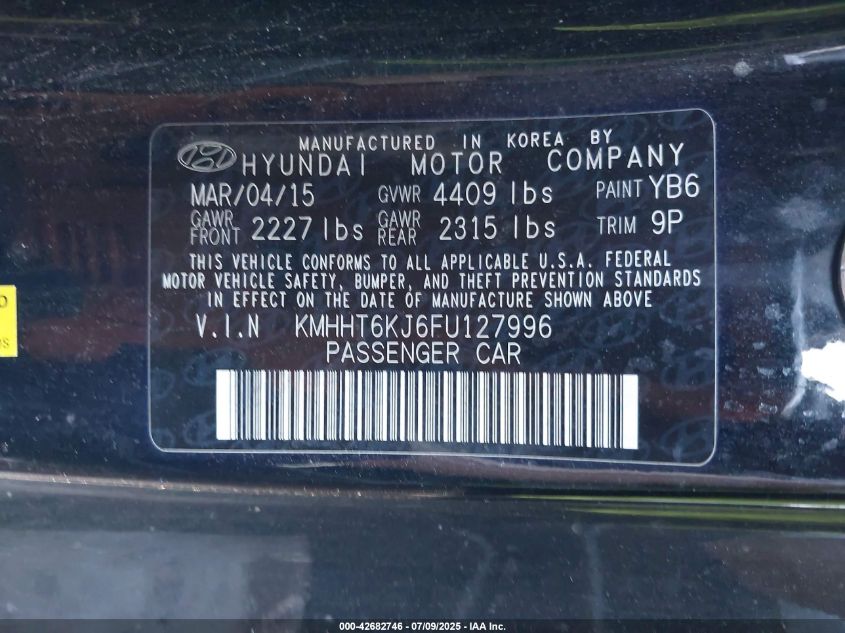 MANUFACTURED IN KOREA BY
HYUNDAI MOTOR COMPANY
MAR/04/15 GVWR 4409 lbs PAINT YB6
GAWR FRONT 2227 lbs GAWR REAR 2315 lbs TRIM 9P
THIS VEHICLE CONFORMS TO ALL APPLICABLE U.S.A. FEDERAL
MOTOR VEHICLE SAFETY, BUMPER, AND THEFT PREVENTION STANDARDS
IN EFFECT ON THE DATE OF MANUFACTURE SHOWN ABOVE
V.I.N KMHHT6KJ6FU127996
PASSENGER CAR
000-42682746 - 07/09/2025 - IAA Inc.